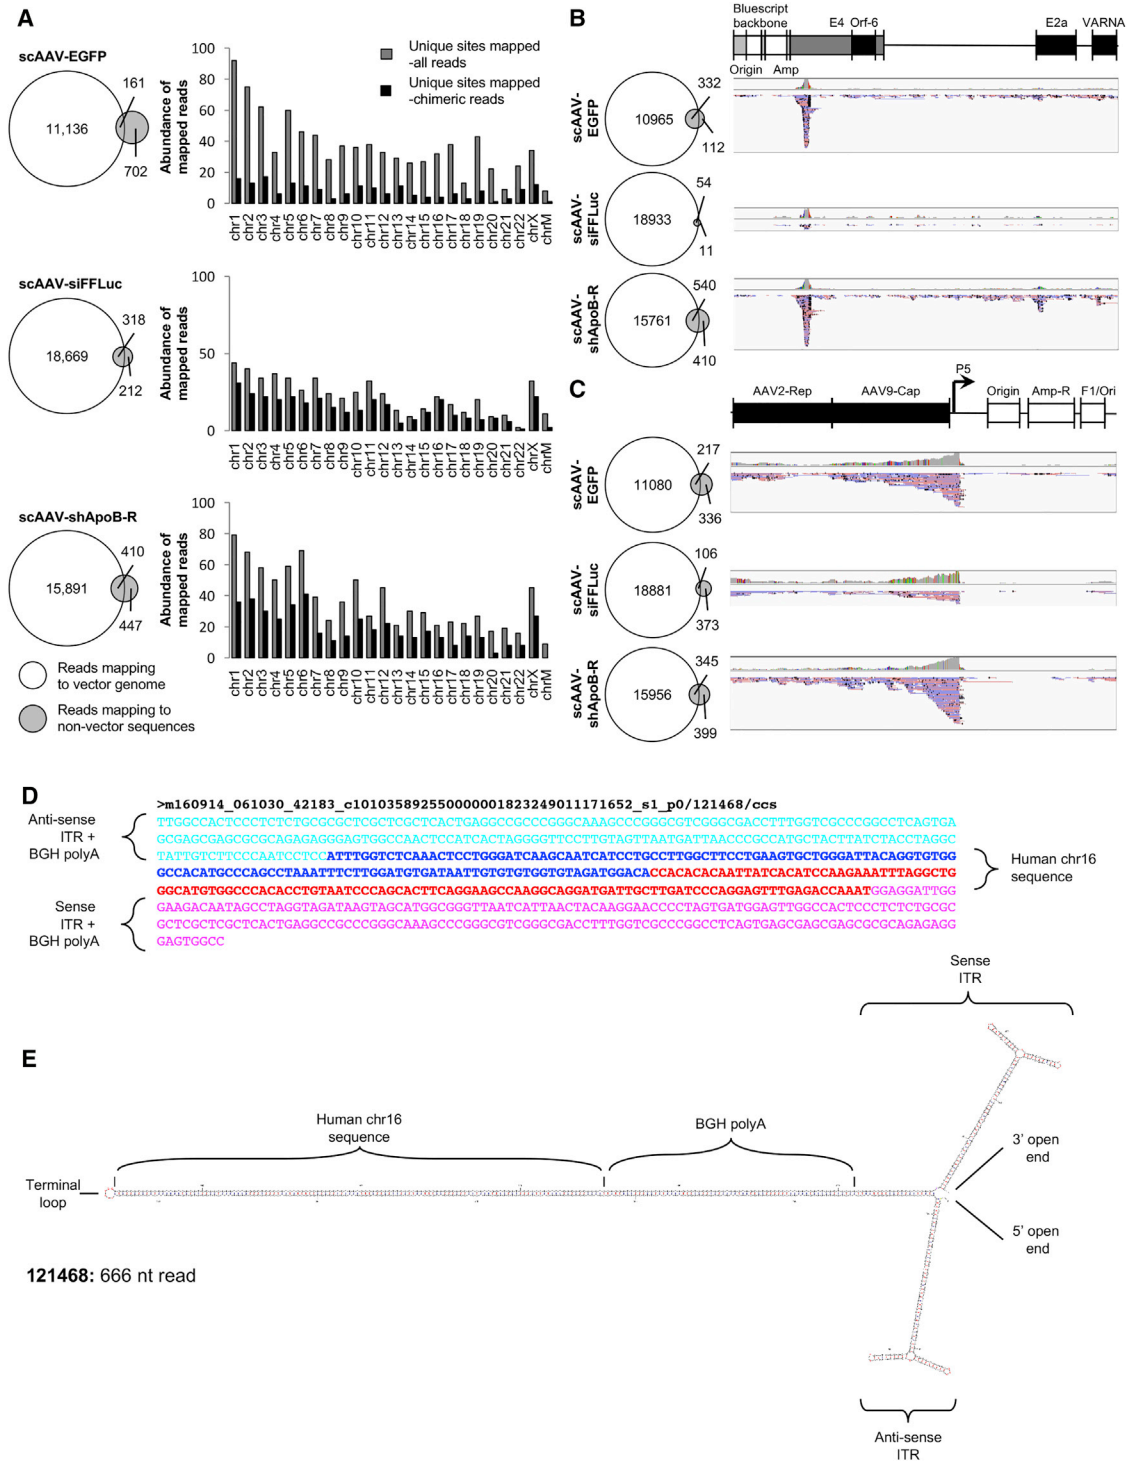 A
scAAV-EGFP
161
11,136
702
Abundance of
mapped reads
100
80
60
40
20
0
Unique sites mapped
-all reads
Unique sites mapped
-chimeric reads
chr1
chr2
chr3
chr4
chr5
chr6
chr7
chr8
chr9
chr10
chr11
chr12
chr13
chr14
chr15
chr16
chr17
chr18
chr19
chr20
chr21
chr22
chrX
chrM
scAAV-siFFLuc
318
18,669
212
Abundance of
mapped reads
100
50
0
chr1
chr2
chr3
chr4
chr5
chr6
chr7
chr8
chr9
chr10
chr11
chr12
chr13
chr14
chr15
chr16
chr17
chr18
chr19
chr20
chr21
chr22
chrX
chrM
scAAV-shApoB-R
410
15,891
447
Abundance of
mapped reads
100
80
60
40
20
0
chr1
chr2
chr3
chr4
chr5
chr6
chr7
chr8
chr9
chr10
chr11
chr12
chr13
chr14
chr15
chr16
chr17
chr18
chr19
chr20
chr21
chr22
chrX
chrM
Reads mapping
to vector genome
Reads mapping to
non-vector sequences
B
Bluescript
backbone
E4 Orf-6
E2a
VARNA
Origin
Amp
scAAV-
EGFP
332
10965
112
scAAV-
siFFLuc
54
18933
11
scAAV-
shApoB-R
540
15761
410
C
P5
AAV2-Rep
AAV9-Cap
Origin
Amp-R
F1/Ori
scAAV-
EGFP
217
11080
336
scAAV-
siFFLuc
106
18881
373
scAAV-
shApoB-R
345
15956
399
D
>m160914_061030_42183_c101035892550000001823249011171652_s1_p0/121468/ccs
Anti-sense
ITR +
BGH polyA
TTGGCCACTCCCTCTCTGCGCGCTCGCTCGCTCACTGAGGCCGCCCGGGCAAAGCCCGGGCGTCGGGCGACCTTTGGTCGCCCGGCCTCAGTGA
GCGAGCGAGCGCGCAGAGAGGGAGTGGCCAACTCCATCACTAGGGGTTCCTTGTAGTTAATGATTAACCCGCCATGCTACTTATCTACCTAGGC
TATTGTCTTCCCAATCCTCCATTTGGTCTCAAACTCCTGGGATCAAGCAATCATCCTGCCTTGGCTTCCTGAAGTGCTGGGATTACAGGTGTGG
GCCACATGCCCAGCCTAAATTTCTTGGATGTGATAATTGTGTGTGGTGTAGATGGACACCACACACAATTATCACATCCAAGAAATTTAGGCTG
GGCATGTGGCCCACACCTGTAATCCCAGCACTTCAGGAAGCCAAGGCAGGATGATTGCTTGATCCCAGGAGTTTGAGACCAAATGGAGGATTGG
GAAGACAATAGCCTAGGTAGATAAGTAGCATGGCGGGTTAATCATTAACTACAAGGAACCCCTAGTGATGGAGTTGGCCACTCCCTCTCTGCGC
GCTCGCTCGCTCACTGAGGCCGCCCGGGCAAAGCCCGGGCGTCGGGCGACCTTTGGTCGCCCGGCCTCAGTGAGCGAGCGAGCGCGCAGAGAGG
GAGTGGCC
Human chr16
sequence
Sense
ITR +
BGH polyA
E
Sense
ITR
Human chr16
sequence
BGH polyA
Terminal
loop
3' open
end
5' open
end
121468: 666 nt read
Anti-sense
ITR